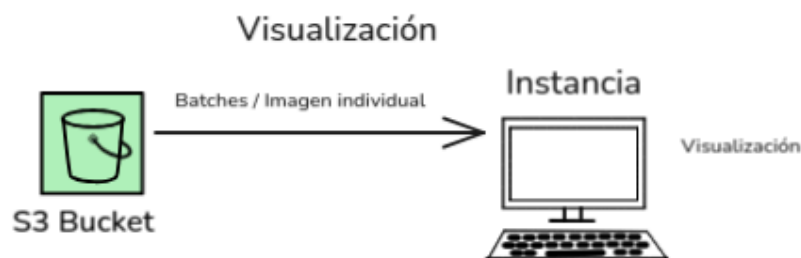 Visualización
Batches / Imagen individual
Instancia
Visualización
S3 Bucket